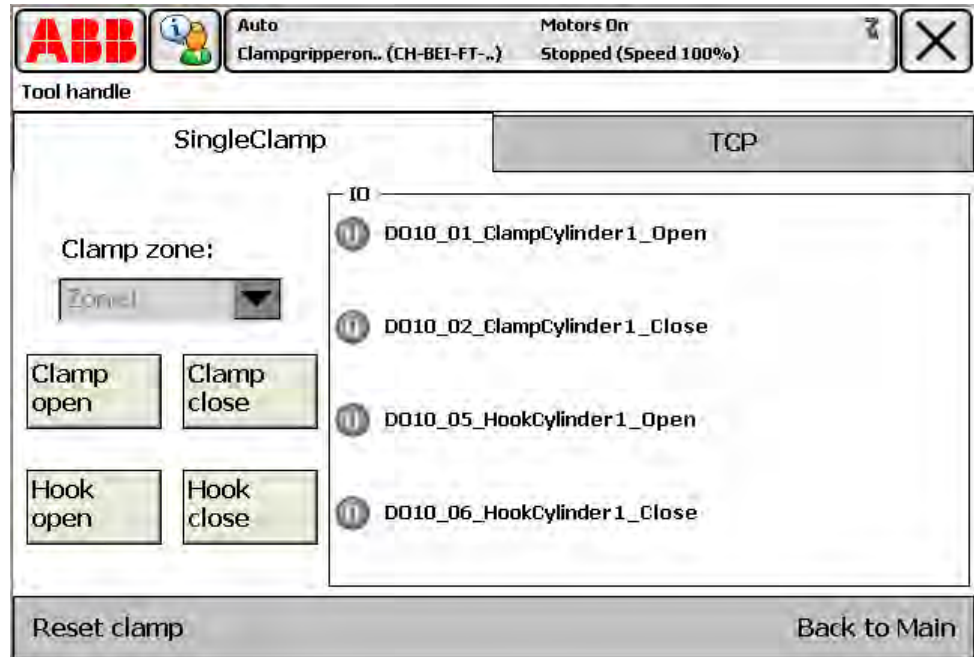 ABB
Auto
Motors On
Clampgripperon.. (CH-BEI-FT-..)
Stopped (Speed 100%)
Tool handle
SingleClamp
TCP
IO
Clamp zone:
Zone1
DO10_01_ClampCylinder1_Open
DO10_02_ClampCylinder1_Close
Clamp
open
Clamp
close
DO10_05_HookCylinder1_Open
Hook
open
Hook
close
DO10_06_HookCylinder1_Close
Reset clamp
Back to Main